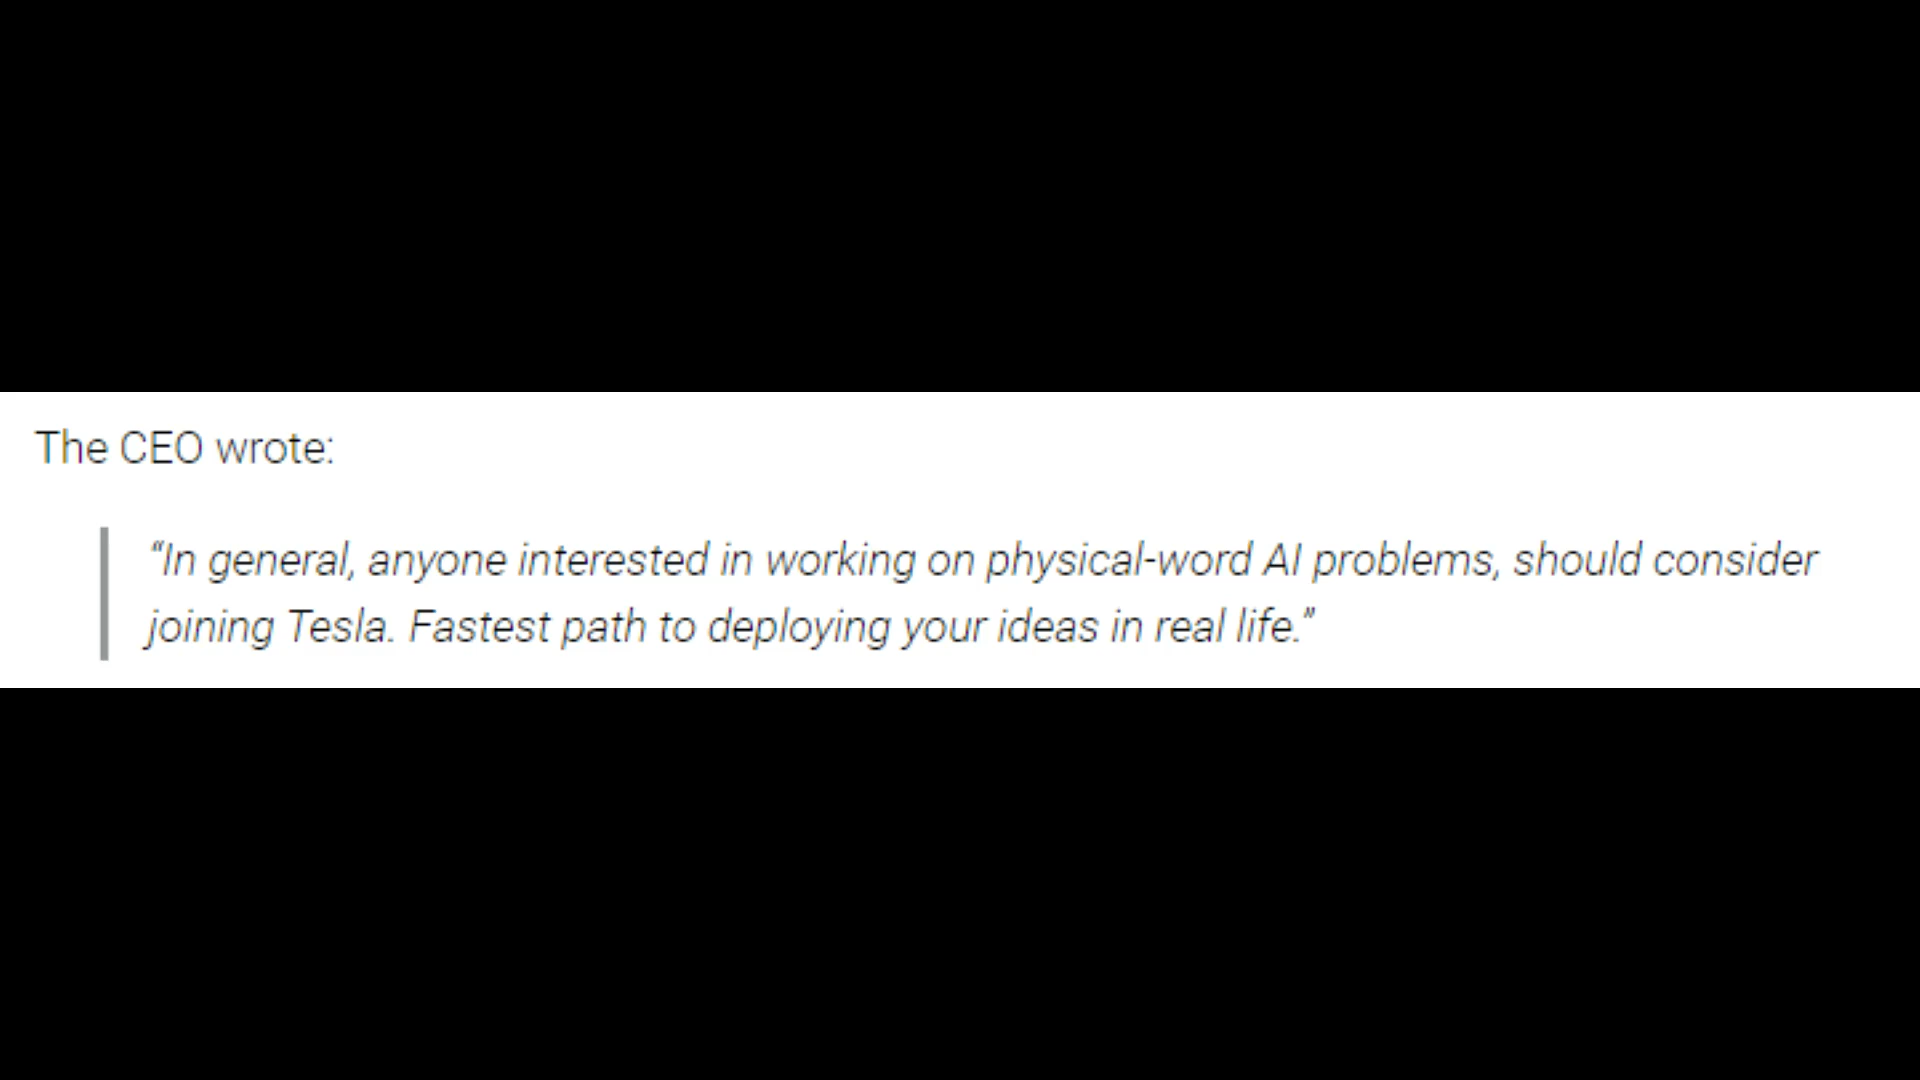 The CEO wrote:
“In general, anyone interested in working on physical-word AI problems, should consider
joining Tesla. Fastest path to deploying your ideas in real life.”